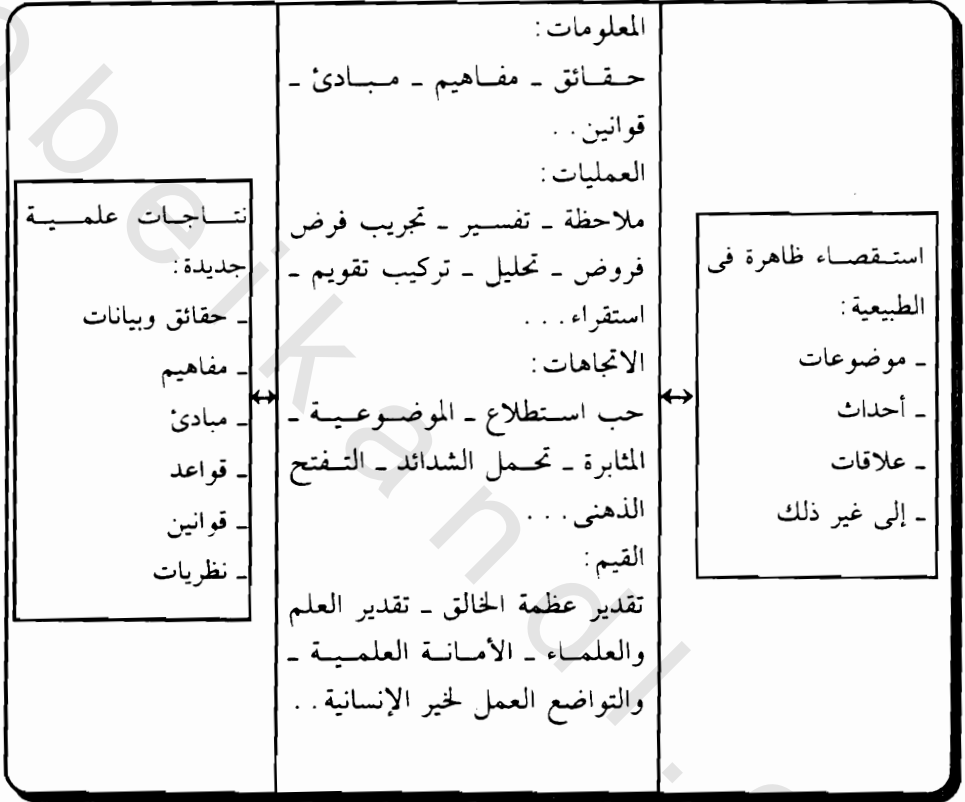 استقصاء ظاهرة فى
الطبيعية:
ـ موضوعات
ـ أحداث
ـ علاقات
ـ إلى غير ذلك
المعلومات:
حقائق ـ مفاهيم ـ مبادئ ـ
قوانين . .
العمليات:
ملاحظة ـ تفسير ـ تجريب فرض
فروض ـ تحليل ـ تركيب تقويم ـ
استقراء . . .
الاتجاهات:
حب استطلاع ـ الموضوعية ـ
المثابرة ـ تحمل الشدائد ـ التفتح
الذهنى . . .
القيم:
تقدير عظمة الخالق ـ تقدير العلم
والعلماء ـ الأمانة العلمية ـ
والتواضع العمل لخير الإنسانية . .
نتاجات علمية
جديدة:
ـ حقائق وبيانات
ـ مفاهيم
ـ مبادئ
ـ قواعد
ـ قوانين
ـ نظريات